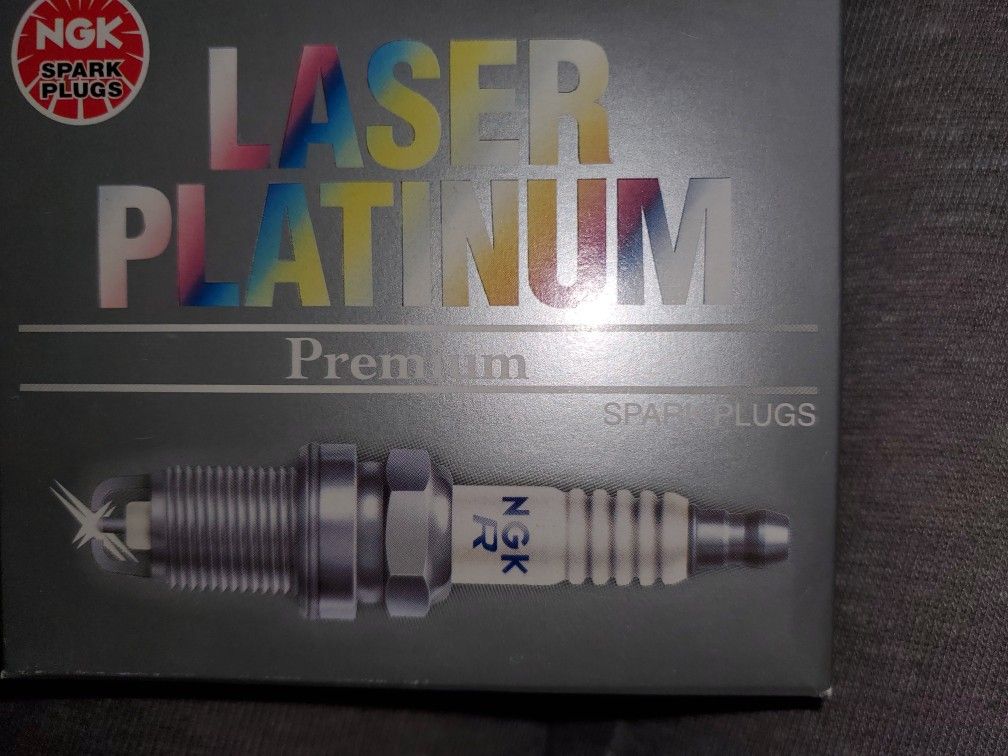 NGK
SPARK
PLUGS
LASER
PLATINUM
Premium
SPARK PLUGS
NGK
R